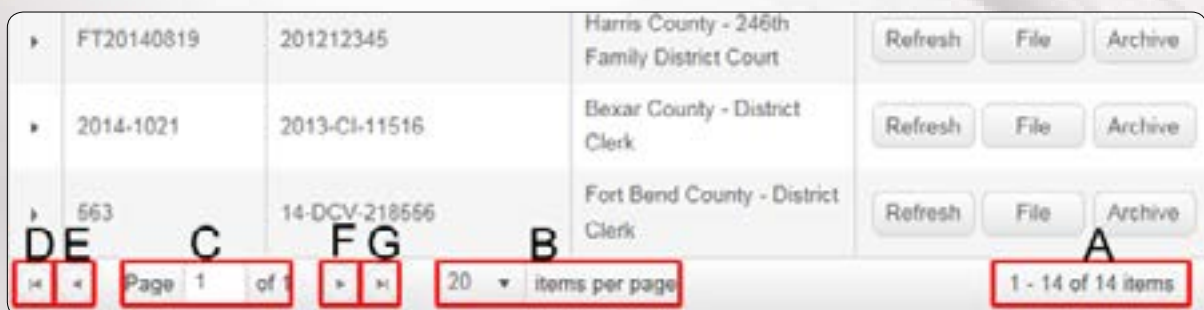 Harris County - 246th
FT20140819 201212345 Refresh File Archive
Family District Court
Bexar County - District
2014-1021 2013-CI-11516 Refresh File Archive
Clerk
Fort Bend County - District
563 14-DCV-218556 Refresh File Archive
Clerk
D E C F G B A
Page 1 of 1 20 items per page 1 - 14 of 14 items